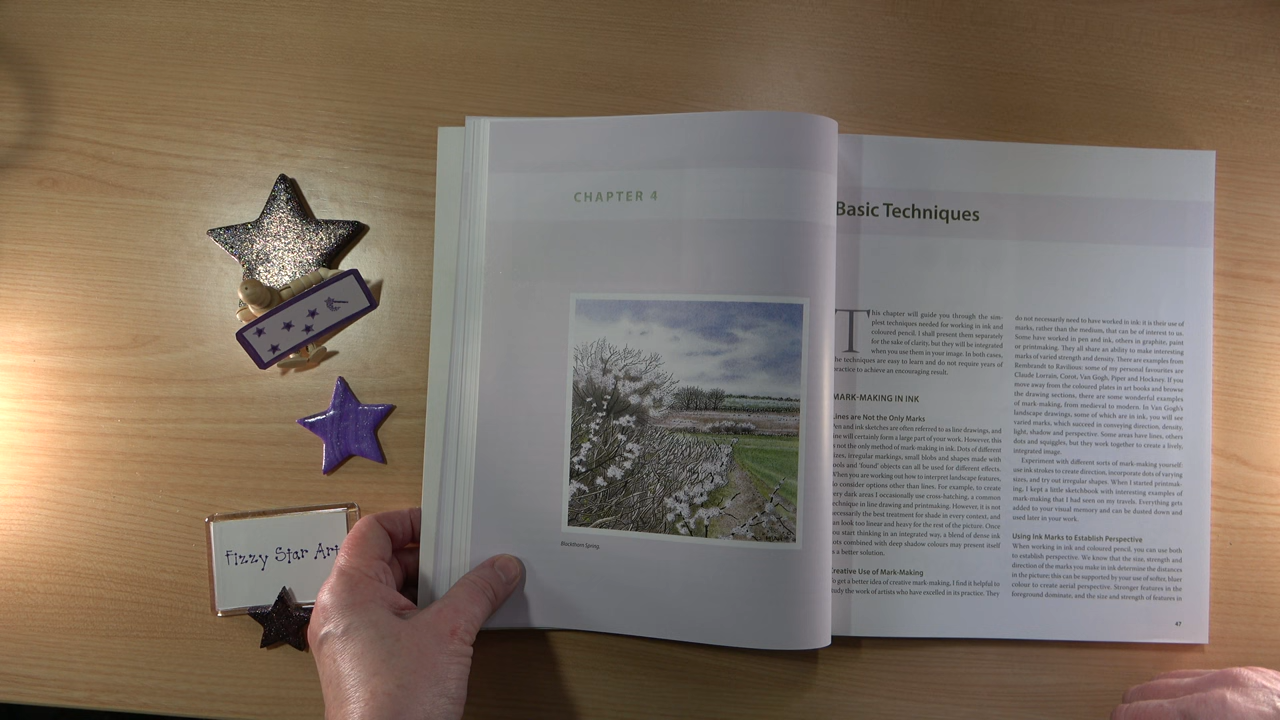 CHAPTER 4
Blackthorn Spring.
Fizzy Star Art
Basic Techniques
This chapter will guide you through the sim-
plest techniques needed for working in ink and
coloured pencil. I shall present them separately
for the sake of clarity, but they will be integrated
when you use them in your image. In both cases,
the techniques are easy to learn and do not require years of
practice to achieve an encouraging result.
MARK-MAKING IN INK
Lines are Not the Only Marks
Pen and ink sketches are often referred to as line drawings, and
line will certainly form a large part of your work. However, this
is not the only method of mark-making in ink. Dots of different
sizes, irregular markings, small blobs and shapes made with
tools and 'found' objects can all be used for different effects.
When you are working out how to interpret landscape features,
to consider options other than lines. For example, to create
very dark areas I occasionally use cross-hatching, a common
technique in line drawing and printmaking. However, it is not
necessarily the best treatment for shade in every context, and
can look too linear and heavy for the rest of the picture. Once
you start thinking in an integrated way, a blend of dense ink
dots combined with deep shadow colours may present itself
as a better solution.
Creative Use of Mark-Making
To get a better idea of creative mark-making, I find it helpful to
study the work of artists who have excelled in its practice. They
do not necessarily need to have worked in ink: it is their use of
marks, rather than the medium, that can be of interest to us.
Some have worked in pen and ink, others in graphite, paint
or printmaking. They all share an ability to make interesting
marks of varied strength and density. There are examples from
Rembrandt to Ravilious: some of my personal favourites are
Claude Lorrain, Corot, Van Gogh, Piper and Hockney. If you
move away from the coloured plates in art books and browse
the drawing sections, there are some wonderful examples
of mark-making, from medieval to modern. In Van Gogh's
landscape drawings, some of which are in ink, you will see
varied marks, which succeed in conveying direction, density,
light, shadow and perspective. Some areas have lines, others
dots and squiggles, but they work together to create a lively,
integrated image.
Experiment with different sorts of mark-making yourself:
use ink strokes to create direction, incorporate dots of varying
sizes, and try out irregular shapes. When I started printmak-
ing, I kept a little sketchbook with interesting examples of
mark-making that I had seen on my travels. Everything gets
added to your visual memory and can be dusted down and
used later in your work.
Using Ink Marks to Establish Perspective
When working in ink and coloured pencil, you can use both
to establish perspective. We know that the size, strength and
direction of the marks you make in ink determine the distances
in the picture; this can be supported by your use of softer, bluer
colour to create aerial perspective. Stronger features in the
foreground dominate, and the size and strength of features in
47